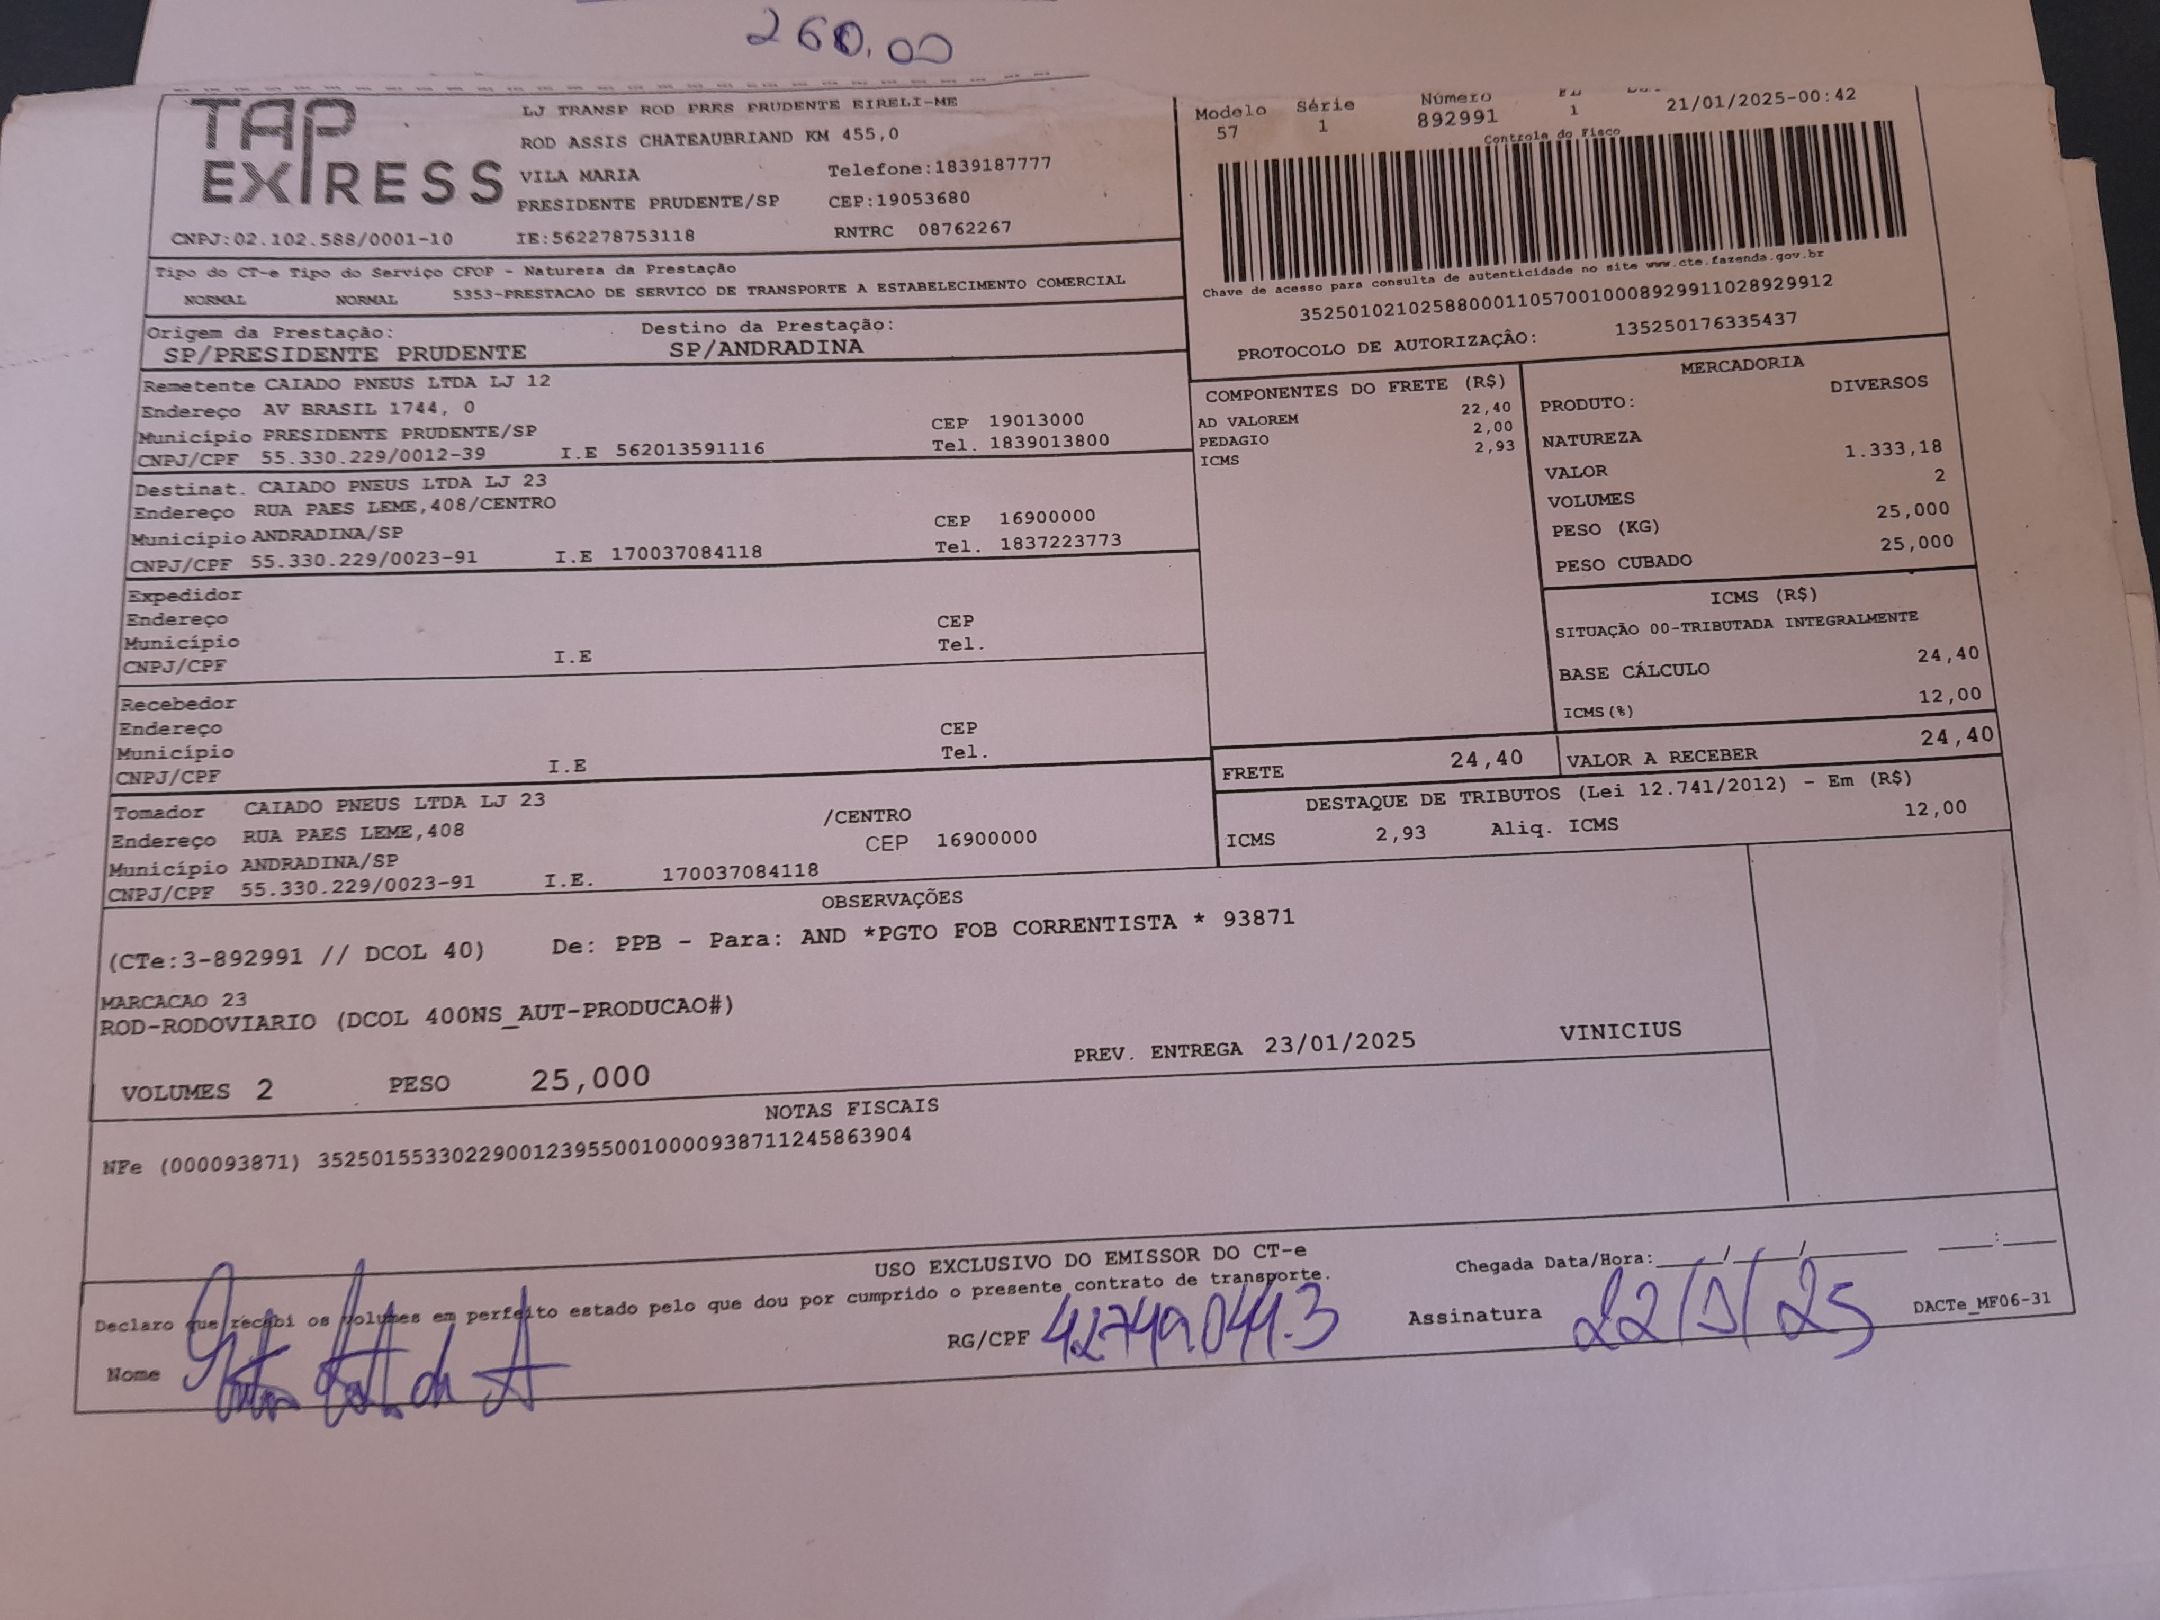 260,00
TAP
EXPRESS
LJ TRANSP ROD PRES PRUDENTE EIRELI-ME
ROD ASSIS CHATEAUBRIAND KM 455,0
VILA MARIA Telefone:1839187777
PRESIDENTE PRUDENTE/SP CEP:19053680
CNPJ:02.102.588/0001-10 IE:562278753118 RNTRC 08762267
Modelo Série Número
57 1 892991 1 21/01/2025-00:42
Controle do Fisco
Chave de acesso para consulta de autenticidade no site www.cte.fazenda.gov.br
35250102102588000110570010008929911028929912
PROTOCOLO DE AUTORIZAÇÂO: 135250176335437
Tipo do CT-e Tipo do Serviço CFOP - Natureza da Prestação
NORMAL NORMAL 5353-PRESTACAO DE SERVICO DE TRANSPORTE A ESTABELECIMENTO COMERCIAL
Origem da Prestação: Destino da Prestação:
SP/PRESIDENTE PRUDENTE SP/ANDRADINA
Remetente CAIADO PNEUS LTDA LJ 12
Endereço AV BRASIL 1744, 0 CEP 19013000
Município PRESIDENTE PRUDENTE/SP Tel. 1839013800
CNPJ/CPF 55.330.229/0012-39 I.E 562013591116
Destinat. CAIADO PNEUS LTDA LJ 23
Endereço RUA PAES LEME,408/CENTRO CEP 16900000
Município ANDRADINA/SP Tel. 1837223773
CNPJ/CPF 55.330.229/0023-91 I.E 170037084118
Expedidor
Endereço CEP
Município Tel.
CNPJ/CPF I.E
Recebedor
Endereço CEP
Município Tel.
CNPJ/CPF I.E
Tomador CAIADO PNEUS LTDA LJ 23
Endereço RUA PAES LEME,408 /CENTRO
Município ANDRADINA/SP CEP 16900000
CNPJ/CPF 55.330.229/0023-91 I.E. 170037084118
COMPONENTES DO FRETE (R$)
AD VALOREM 22,40
PEDAGIO 2,00
ICMS 2,93
MERCADORIA
PRODUTO: DIVERSOS
NATUREZA
VALOR 1.333,18
VOLUMES 2
PESO (KG) 25,000
PESO CUBADO 25,000
ICMS (R$)
SITUAÇÃO 00-TRIBUTADA INTEGRALMENTE
BASE CÁLCULO 24,40
ICMS(%) 12,00
FRETE 24,40 VALOR A RECEBER 24,40
DESTAQUE DE TRIBUTOS (Lei 12.741/2012) - Em (R$)
ICMS 2,93 Aliq. ICMS 12,00
OBSERVAÇÕES
(CTe:3-892991 // DCOL 40) De: PPB - Para: AND *PGTO FOB CORRENTISTA * 93871
MARCACAO 23
ROD-RODOVIARIO (DCOL 400NS_AUT-PRODUCAO#)
PREV. ENTREGA 23/01/2025 VINICIUS
VOLUMES 2 PESO 25,000
NOTAS FISCAIS
NFe (000093871) 35250155330229001239550010000938711245863904
USO EXCLUSIVO DO EMISSOR DO CT-e
Declaro que recebi os volumes em perfeito estado pelo que dou por cumprido o presente contrato de transporte.
Chegada Data/Hora:____/____/______ ____:____
Nome RG/CPF Assinatura 22/1/25 DACTe_MF06-31